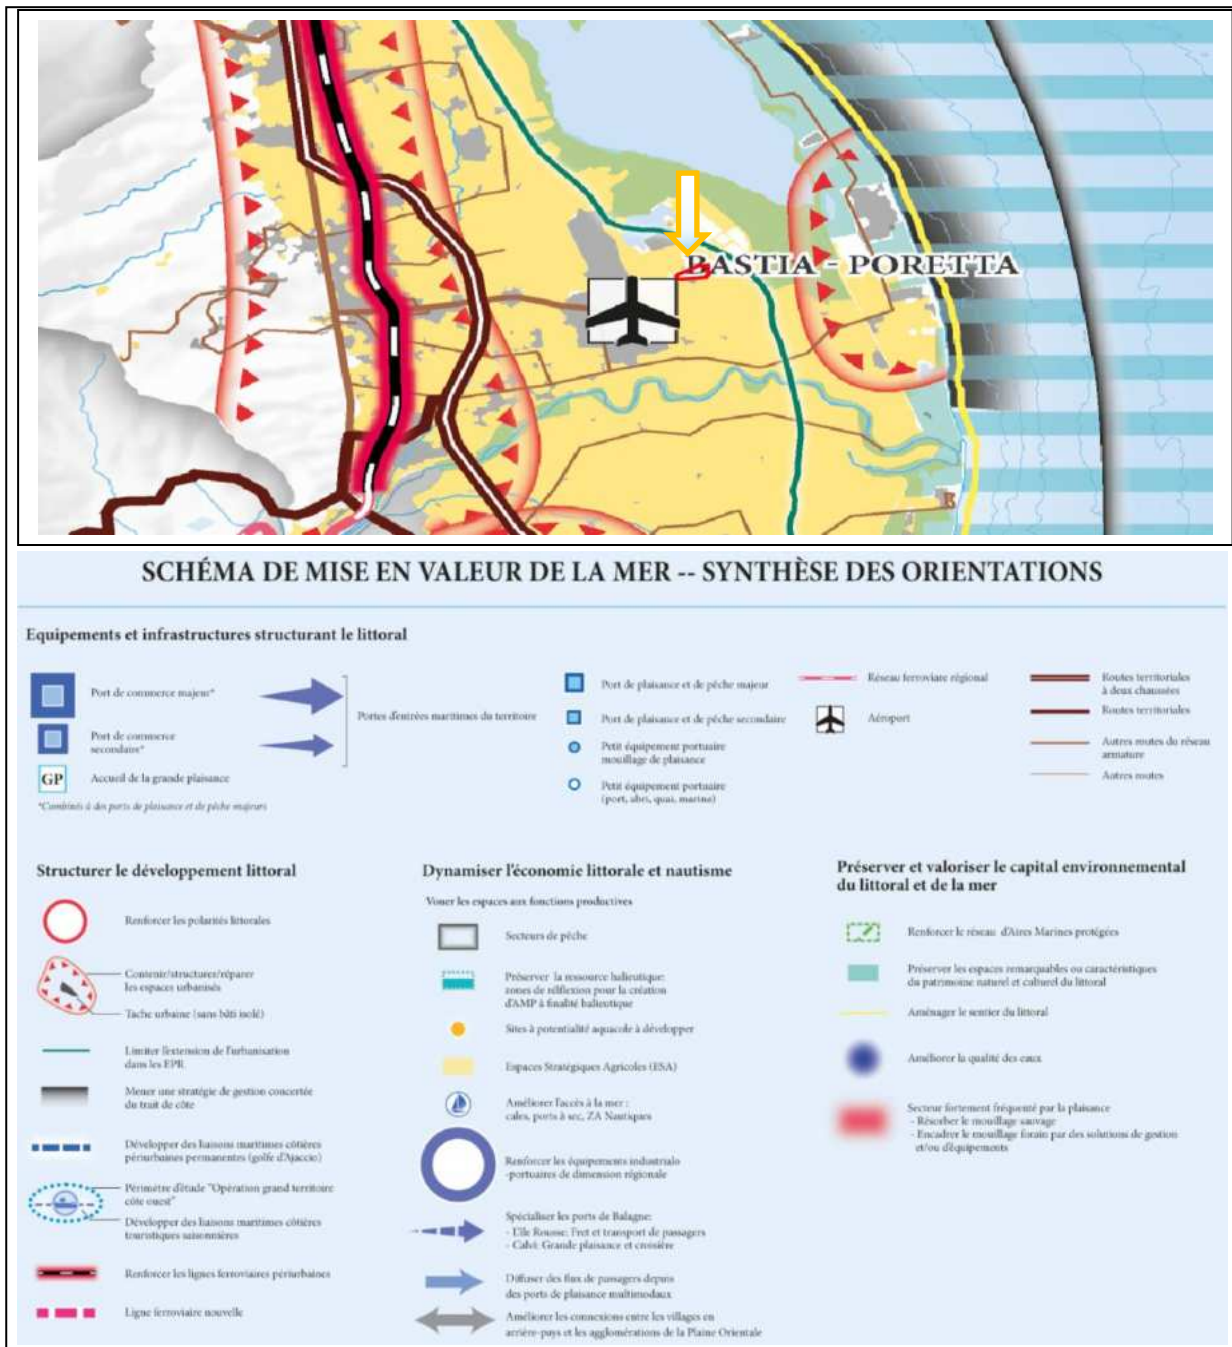 BASTIA - PORETTA
SCHÉMA DE MISE EN VALEUR DE LA MER -- SYNTHÈSE DES ORIENTATIONS
Equipements et infrastructures structurant le littoral
Port de commerce majeur*
Port de commerce
secondaire*
GP
Accueil de la grande plaisance
*Combinés à des ports de plaisance et de pêche majeurs
Portes d'entrées maritimes du territoire
Port de plaisance et de pêche majeur
Port de plaisance et de pêche secondaire
Petit équipement portuaire
mouillage de plaisance
Petit équipement portuaire
(port, abri, quai, marine)
Réseau ferroviaire régional
Aéroport
Routes territoriales
à deux chaussées
Routes territoriales
Autres routes du réseau
armature
Autres routes
Structurer le développement littoral
Renforcer les polarités littorales
Contenir/structurer/réparer
les espaces urbanisés
Tache urbaine (sans bâti isolé)
Limiter l'extension de l'urbanisation
dans les EPR
Mener une stratégie de gestion concertée
du trait de côte
Développer des liaisons maritimes côtières
périurbaines permanentes (golfe d'Ajaccio)
Périmètre d'étude "Opération grand territoire
côte ouest"
Développer des liaisons maritimes côtières
touristiques saisonnières
Renforcer les lignes ferroviaires périurbaines
Ligne ferroviaire nouvelle
Dynamiser l'économie littorale et nautisme
Vouer les espaces aux fonctions productives
Secteurs de pêche
Préserver la ressource halieutique:
zones de réflexion pour la création
d'AMP à finalité halieutique
Sites à potentialité aquacole à développer
Espaces Stratégiques Agricoles (ESA)
Améliorer l'accès à la mer :
cales, ports à sec, ZA Nautiques
Renforcer les équipements industrialo
-portuaires de dimension régionale
Spécialiser les ports de Balagne:
- L'île Rousse: Fret et transport de passagers
- Calvi: Grande plaisance et croisière
Diffuser des flux de passagers depuis
des ports de plaisance multimodaux
Améliorer les connexions entre les villages en
arrière-pays et les agglomérations de la Plaine Orientale
Préserver et valoriser le capital environnemental
du littoral et de la mer
Renforcer le réseau d'Aires Marines protégées
Préserver les espaces remarquables ou caractéristiques
du patrimoine naturel et culturel du littoral
Aménager le sentier du littoral
Améliorer la qualité des eaux
Secteur fortement fréquenté par la plaisance
- Résorber le mouillage sauvage
- Encadrer le mouillage forain par des solutions de gestion
et/ou d'équipements